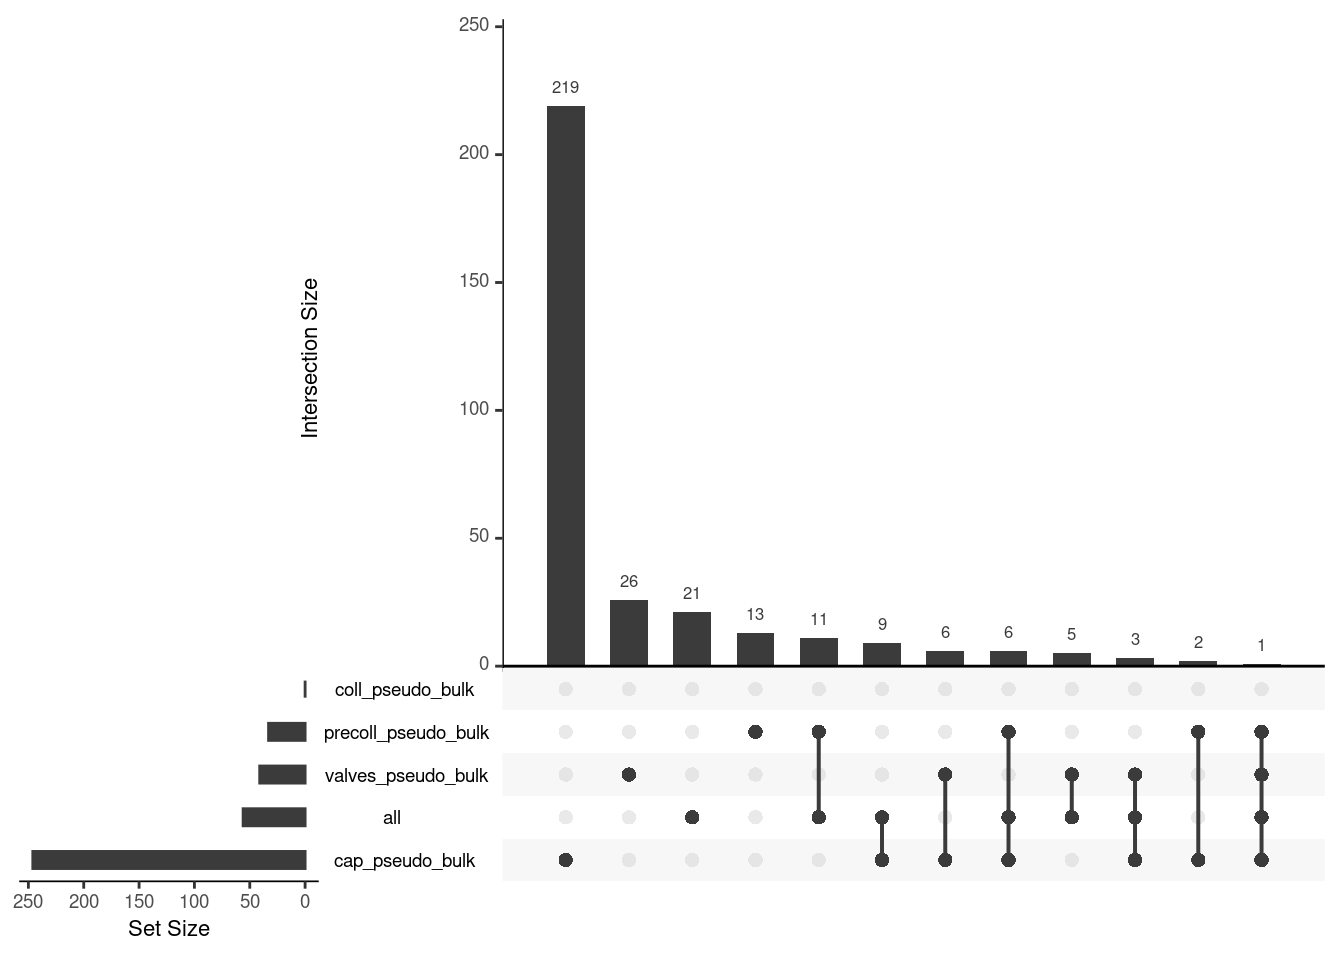 250
219
200
150
Intersection Size
100
50
26
21
13
11
9
6
6
5
3
2
1
0
coll_pseudo_bulk
precoll_pseudo_bulk
valves_pseudo_bulk
all
cap_pseudo_bulk
250 200 150 100 50 0
Set Size